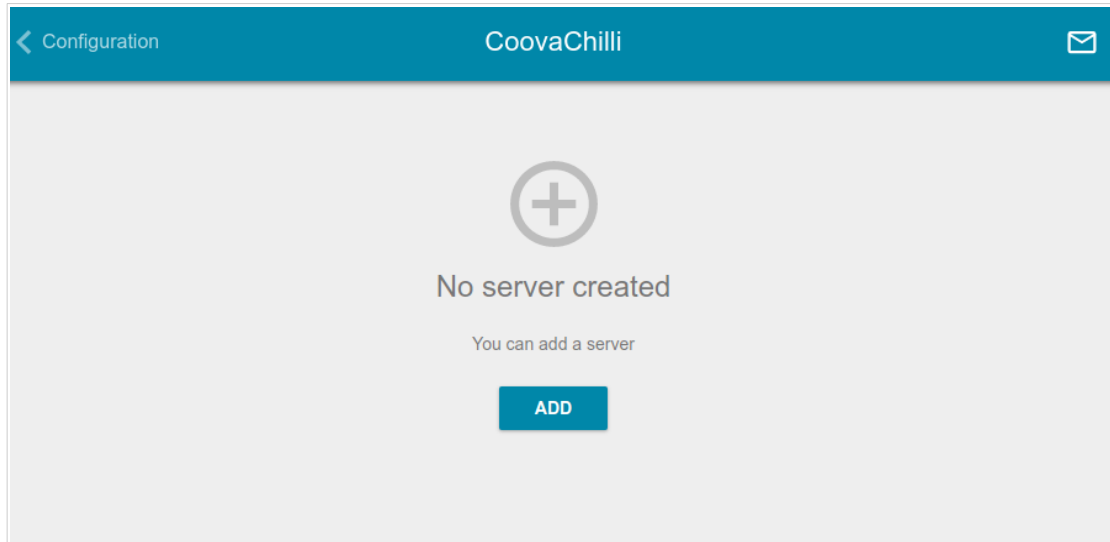 Configuration
CoovaChilli
No server created
You can add a server
ADD